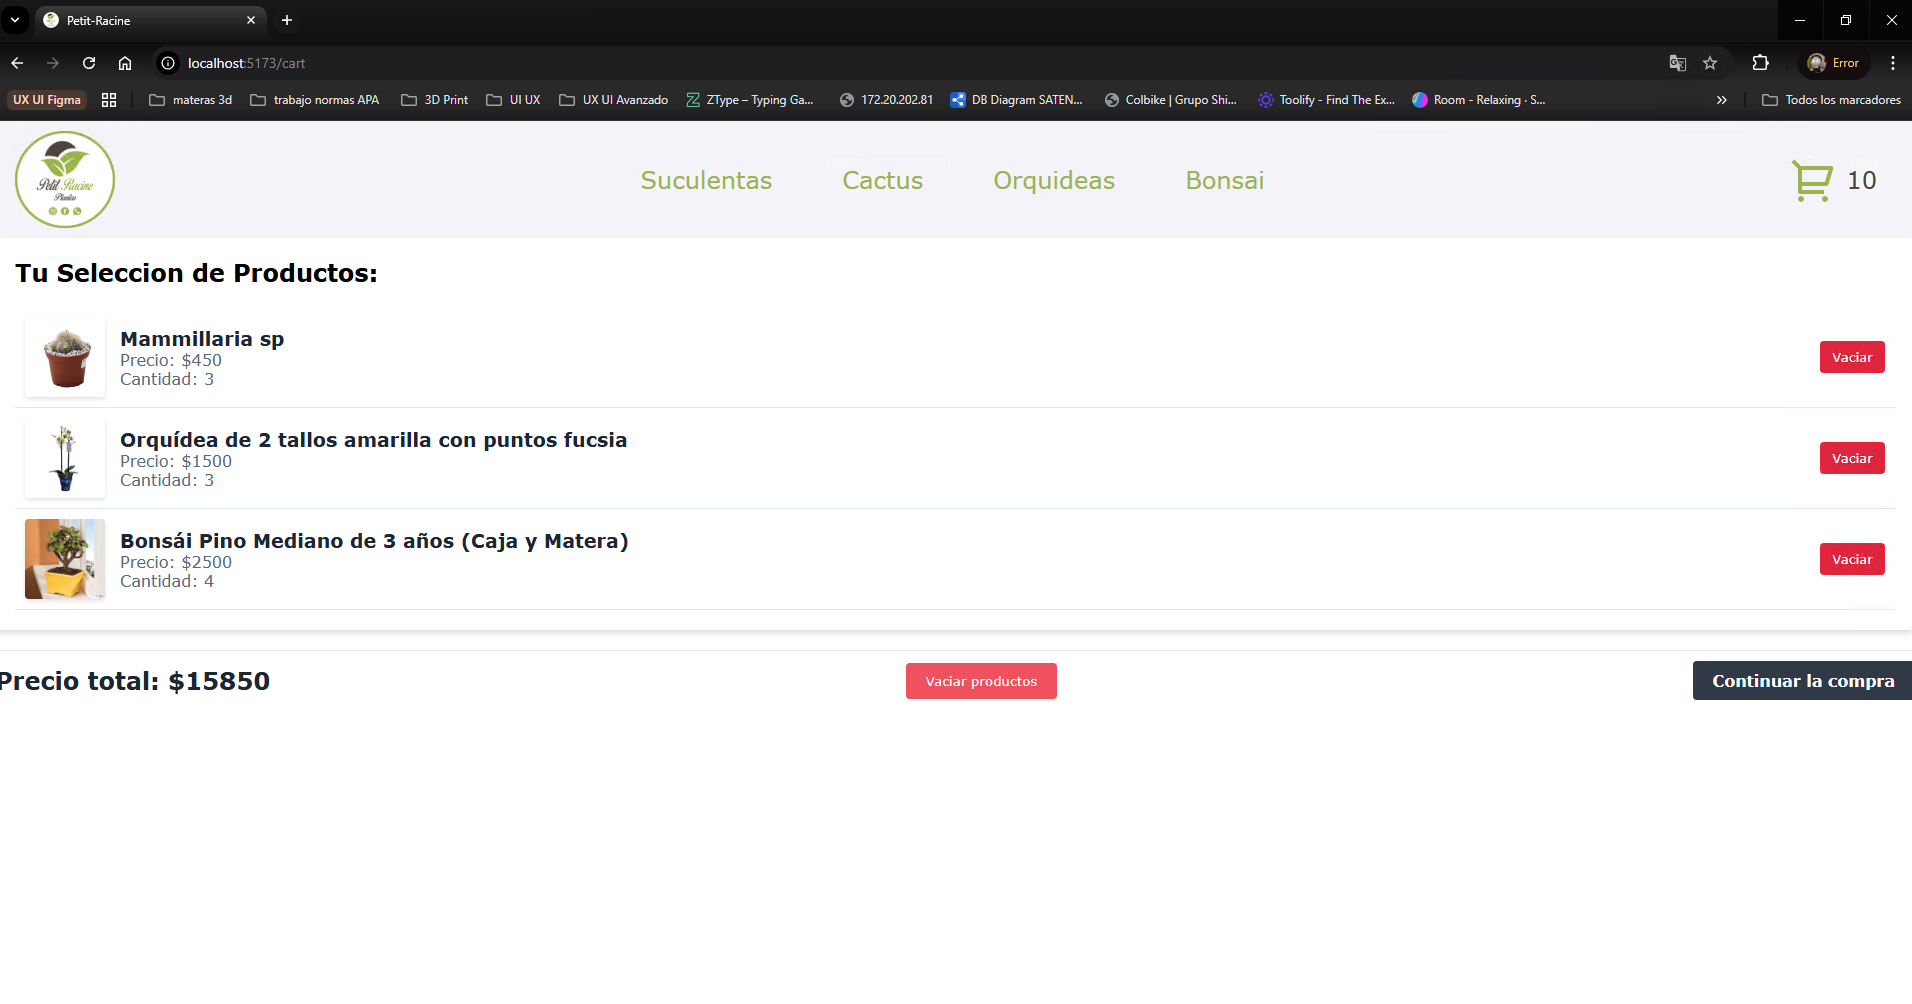 Petit-Racine
localhost:5173/cart
Error
UX UI Figma
materas 3d
trabajo normas APA
3D Print
UI UX
UX UI Avanzado
ZType – Typing Ga...
172.20.202.81
DB Diagram SATEN...
Colbike | Grupo Shi...
Toolify - Find The Ex...
Room - Relaxing · S...
Todos los marcadores
Petit-Racine
Plantas
Suculentas
Cactus
Orquideas
Bonsai
10
Tu Seleccion de Productos:
Mammillaria sp
Precio: $450
Cantidad: 3
Vaciar
Orquídea de 2 tallos amarilla con puntos fucsia
Precio: $1500
Cantidad: 3
Vaciar
Bonsái Pino Mediano de 3 años (Caja y Matera)
Precio: $2500
Cantidad: 4
Vaciar
Precio total: $15850
Vaciar productos
Continuar la compra